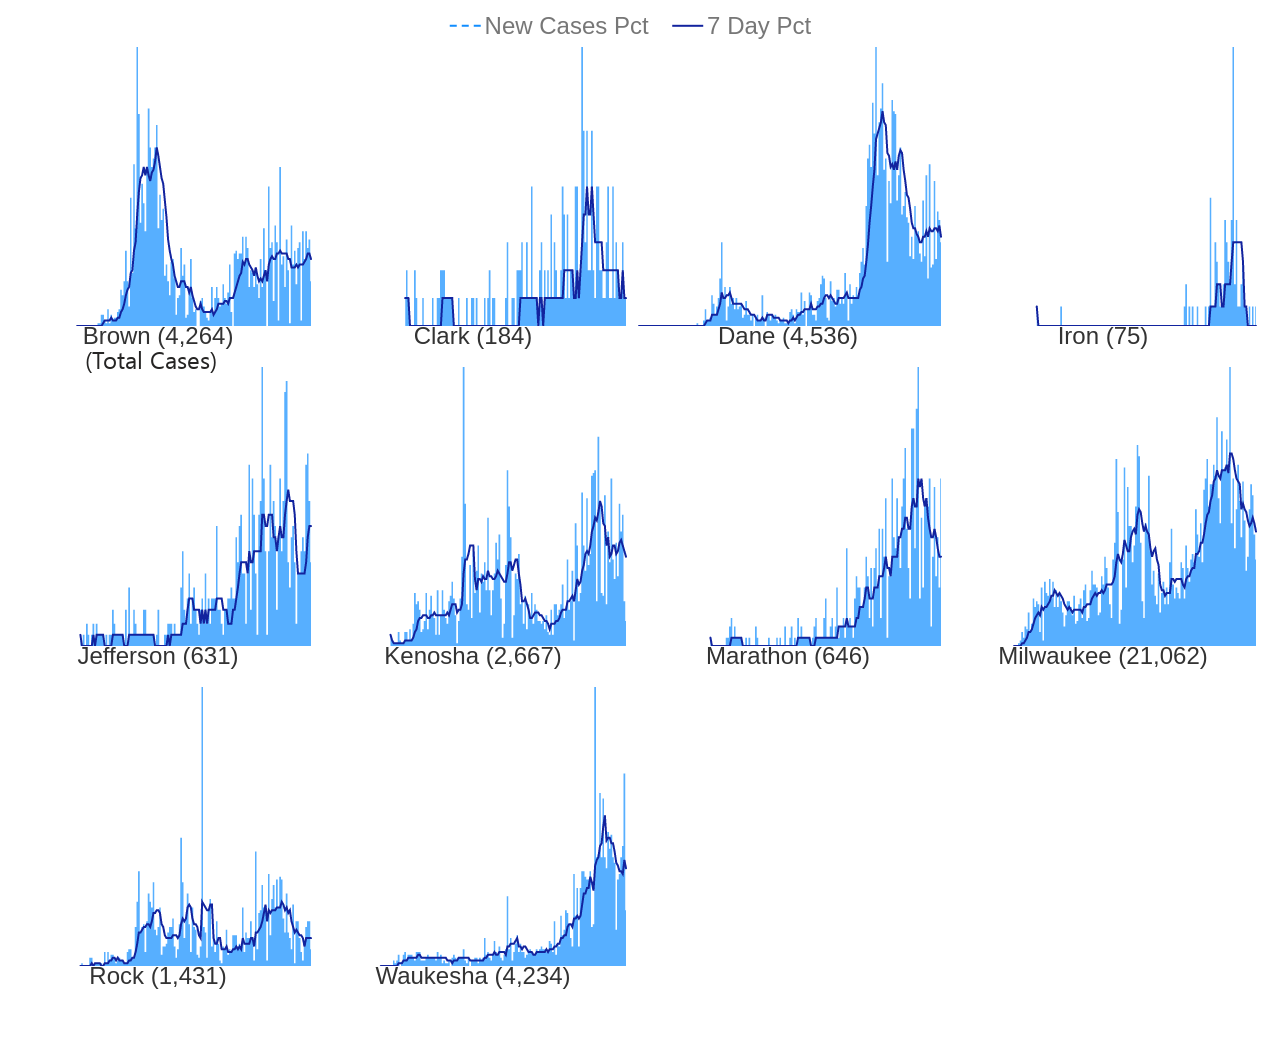 New Cases Pct 7 Day Pct
Brown (4,264) Clark (184) Dane (4,536) Iron (75)
(Total Cases)
Jefferson (631) Kenosha (2,667) Marathon (646) Milwaukee (21,062)
Rock (1,431) Waukesha (4,234)